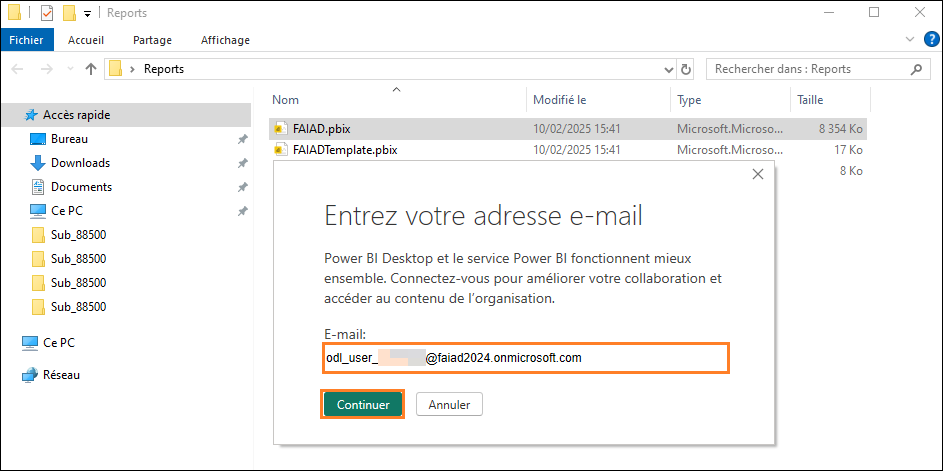 Reports
Fichier Accueil Partage Affichage
Reports
Rechercher dans : Reports
Nom Modifié le Type Taille
Accès rapide
Bureau
Downloads
Documents
Ce PC
Sub_88500
Sub_88500
Sub_88500
Sub_88500
Ce PC
Réseau
FAIAD.pbix 10/02/2025 15:41 Microsoft.Microso... 8 354 Ko
FAIADTemplate.pbix 10/02/2025 15:41 Microsoft.Microso... 17 Ko
8 Ko
Entrez votre adresse e-mail
Power BI Desktop et le service Power BI fonctionnent mieux
ensemble. Connectez-vous pour améliorer votre collaboration et
accéder au contenu de l'organisation.
E-mail:
odl_user_ @faiad2024.onmicrosoft.com
Continuer Annuler